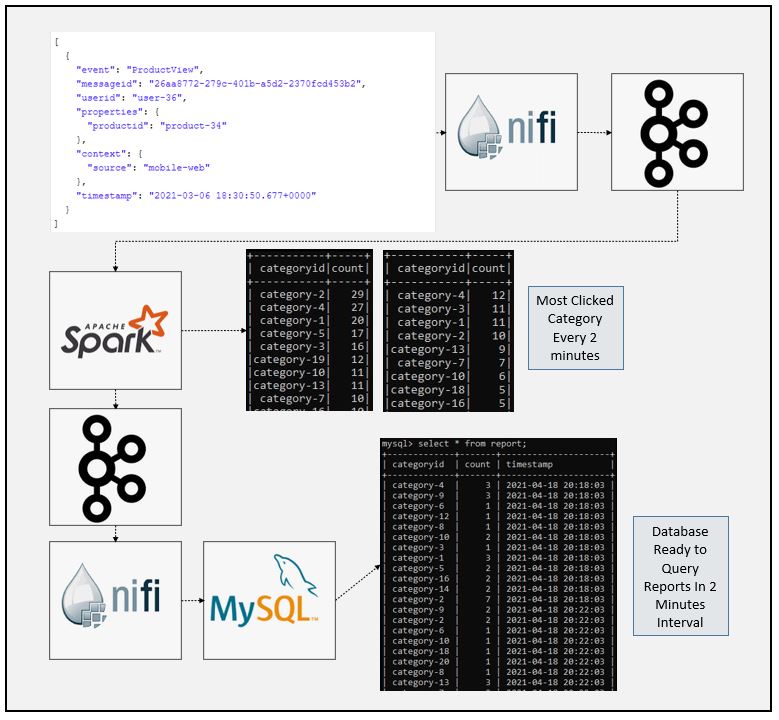 [
{
"event": "ProductView",
"messageid": "26aa8772-279c-401b-a5d2-2370fcd453b2",
"userid": "user-36",
"properties": {
"productid": "product-34"
},
"context": {
"source": "mobile-web"
},
"timestamp": "2021-03-06 18:30:50.677+0000"
}
]
nifi
APACHE
Spark™
| categoryid|count|
| category-2| 29|
| category-4| 27|
| category-1| 20|
| category-5| 17|
| category-3| 16|
|category-19| 12|
|category-10| 11|
|category-13| 11|
| category-7| 10|
| categoryid|count|
| category-4| 12|
| category-3| 11|
| category-1| 11|
| category-2| 10|
|category-13| 9|
| category-7| 7|
|category-10| 6|
|category-18| 5|
|category-16| 5|
Most Clicked
Category
Every 2
minutes
nifi
MySQL™
mysql> select * from report;
| categoryid | count | timestamp |
| category-4 | 3 | 2021-04-18 20:18:03 |
| category-9 | 3 | 2021-04-18 20:18:03 |
| category-6 | 1 | 2021-04-18 20:18:03 |
| category-12 | 1 | 2021-04-18 20:18:03 |
| category-8 | 1 | 2021-04-18 20:18:03 |
| category-10 | 2 | 2021-04-18 20:18:03 |
| category-3 | 1 | 2021-04-18 20:18:03 |
| category-1 | 3 | 2021-04-18 20:18:03 |
| category-5 | 2 | 2021-04-18 20:18:03 |
| category-16 | 2 | 2021-04-18 20:18:03 |
| category-14 | 2 | 2021-04-18 20:18:03 |
| category-2 | 7 | 2021-04-18 20:18:03 |
| category-9 | 2 | 2021-04-18 20:22:03 |
| category-2 | 2 | 2021-04-18 20:22:03 |
| category-6 | 1 | 2021-04-18 20:22:03 |
| category-10 | 1 | 2021-04-18 20:22:03 |
| category-18 | 1 | 2021-04-18 20:22:03 |
| category-20 | 1 | 2021-04-18 20:22:03 |
| category-8 | 1 | 2021-04-18 20:22:03 |
| category-13 | 3 | 2021-04-18 20:22:03 |
Database
Ready to
Query
Reports In 2
Minutes
Interval